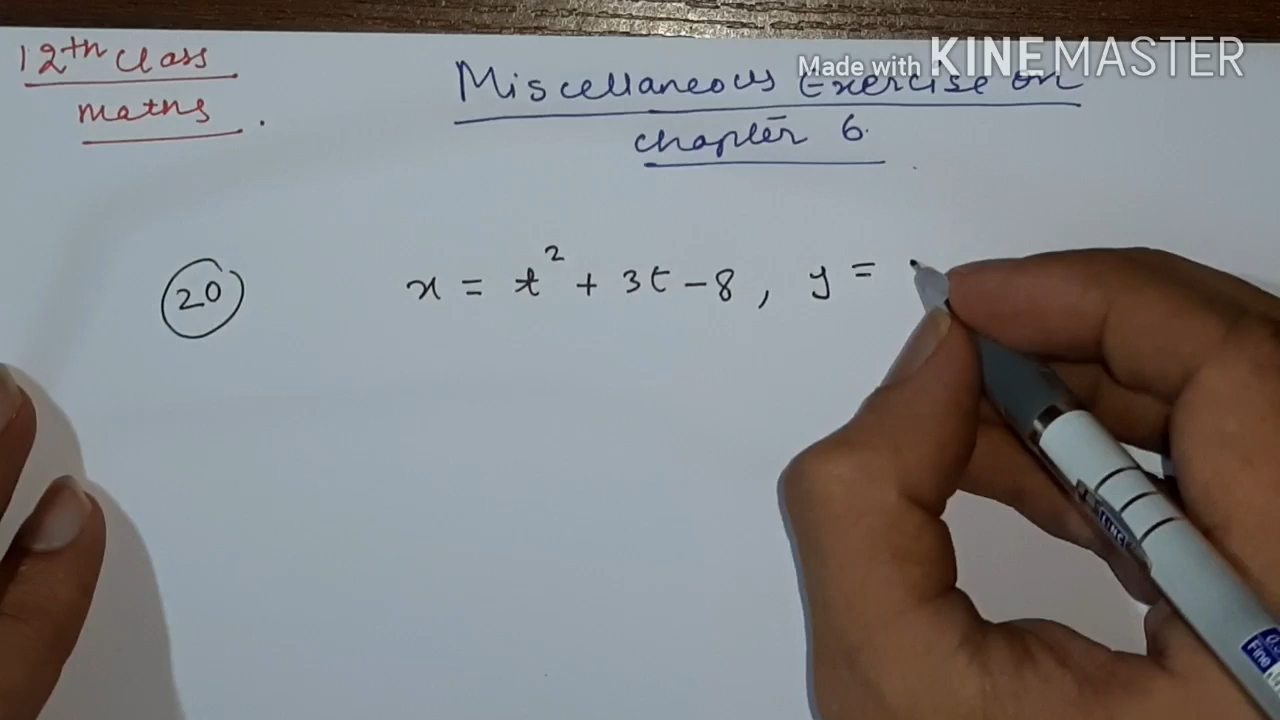 12th Class
maths.
Made with KINEMASTER
Miscellaneous Exercise on
chapter 6.
20 x = t² + 3t - 8, y =